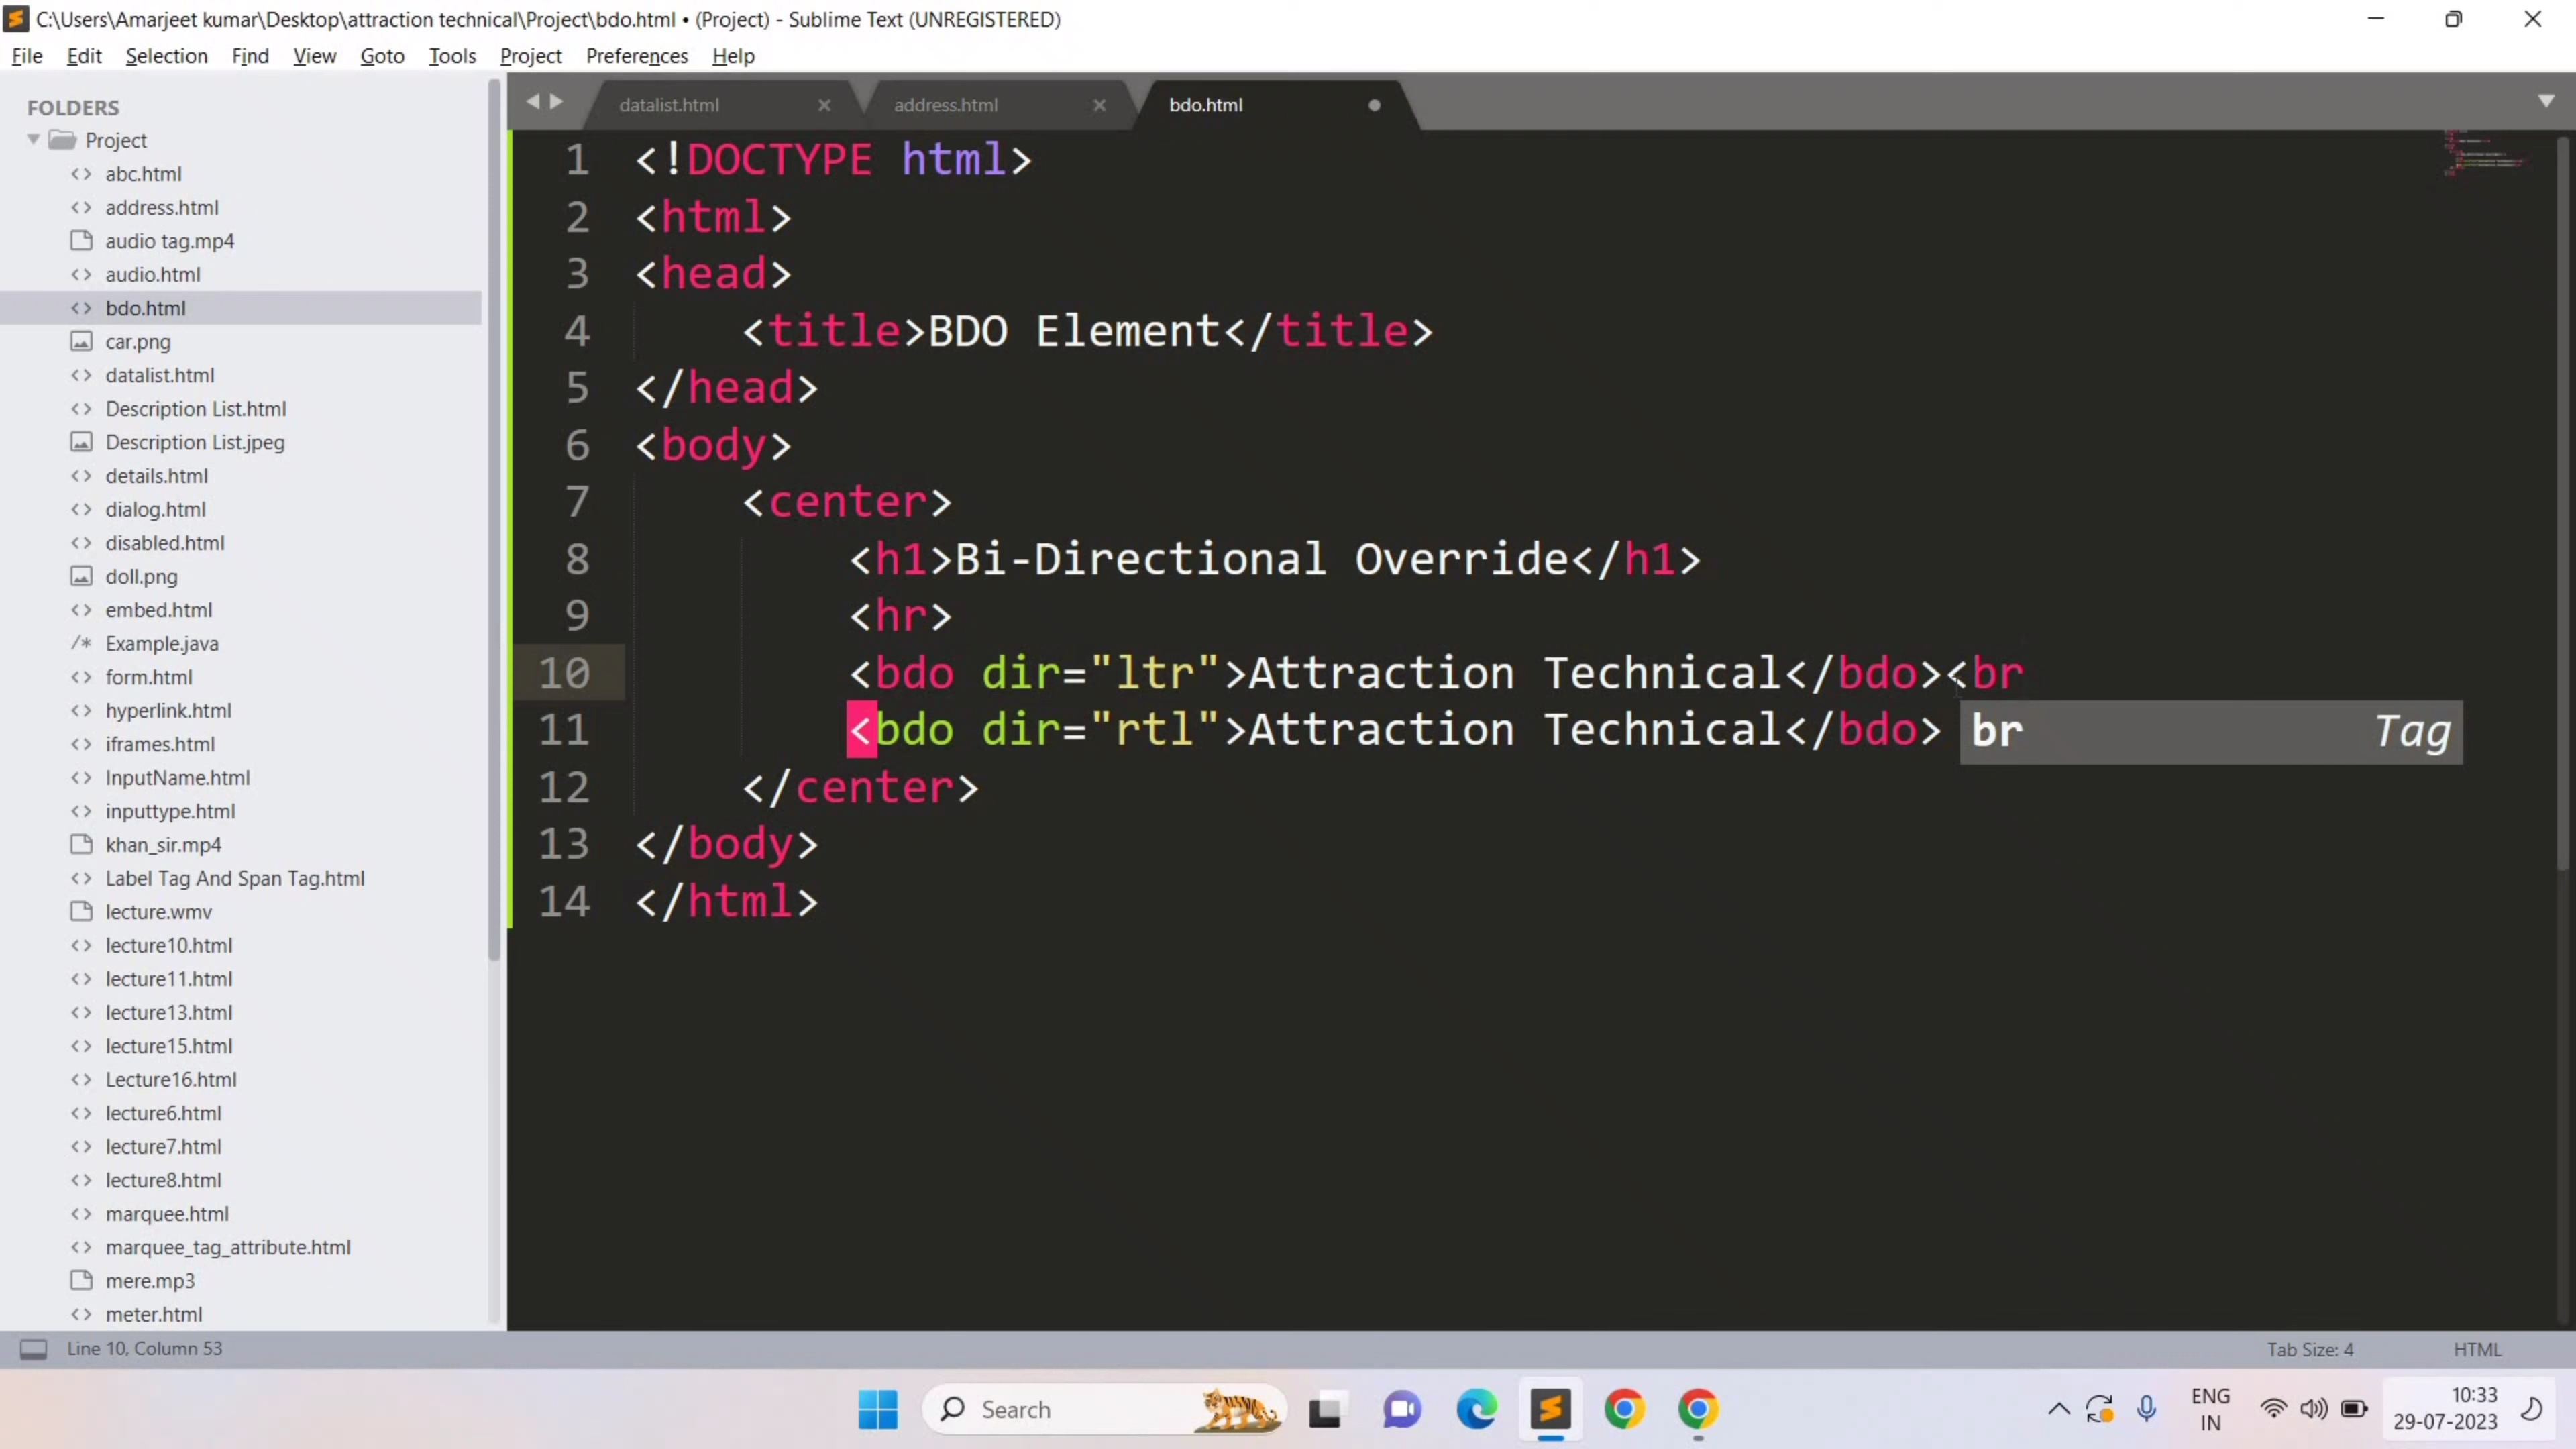 C:\Users\Amarjeet kumar\Desktop\attraction technical\Project\bdo.html • (Project) - Sublime Text (UNREGISTERED)
File Edit Selection Find View Goto Tools Project Preferences Help
FOLDERS
Project
abc.html
address.html
audio tag.mp4
audio.html
bdo.html
car.png
datalist.html
Description List.html
Description List.jpeg
details.html
dialog.html
disabled.html
doll.png
embed.html
/* Example.java
form.html
hyperlink.html
iframes.html
InputName.html
inputtype.html
khan_sir.mp4
Label Tag And Span Tag.html
lecture.wmv
lecture10.html
lecture11.html
lecture13.html
lecture15.html
Lecture16.html
lecture6.html
lecture7.html
lecture8.html
marquee.html
marquee_tag_attribute.html
mere.mp3
meter.html
datalist.html address.html bdo.html
1 <!DOCTYPE html>
2 <html>
3 <head>
4 <title>BDO Element</title>
5 </head>
6 <body>
7 <center>
8 <h1>Bi-Directional Override</h1>
9 <hr>
10 <bdo dir="ltr">Attraction Technical</bdo><br
11 <bdo dir="rtl">Attraction Technical</bdo>
br Tag
12 </center>
13 </body>
14 </html>
Line 10, Column 53 Tab Size: 4 HTML
Search
ENG
IN
10:33
29-07-2023